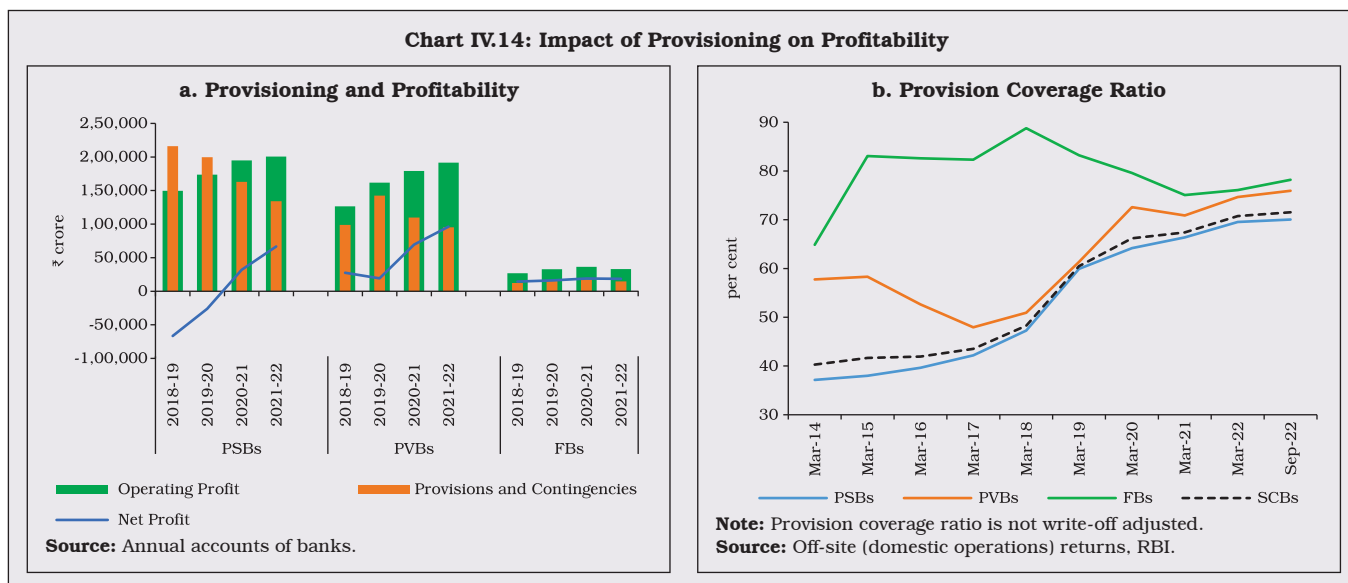 Chart IV.14: Impact of Provisioning on Profitability
a. Provisioning and Profitability
₹ crore
2,50,000
2,00,000
1,50,000
1,00,000
50,000
0
-50,000
-1,00,000
2018-19
2019-20
2020-21
2021-22
2018-19
2019-20
2020-21
2021-22
2018-19
2019-20
2020-21
2021-22
PSBs PVBs FBs
Operating Profit Provisions and Contingencies
Net Profit
Source: Annual accounts of banks.
b. Provision Coverage Ratio
per cent
90
80
70
60
50
40
30
Mar-14
Mar-15
Mar-16
Mar-17
Mar-18
Mar-19
Mar-20
Mar-21
Mar-22
Sep-22
PSBs PVBs FBs SCBs
Note: Provision coverage ratio is not write-off adjusted.
Source: Off-site (domestic operations) returns, RBI.